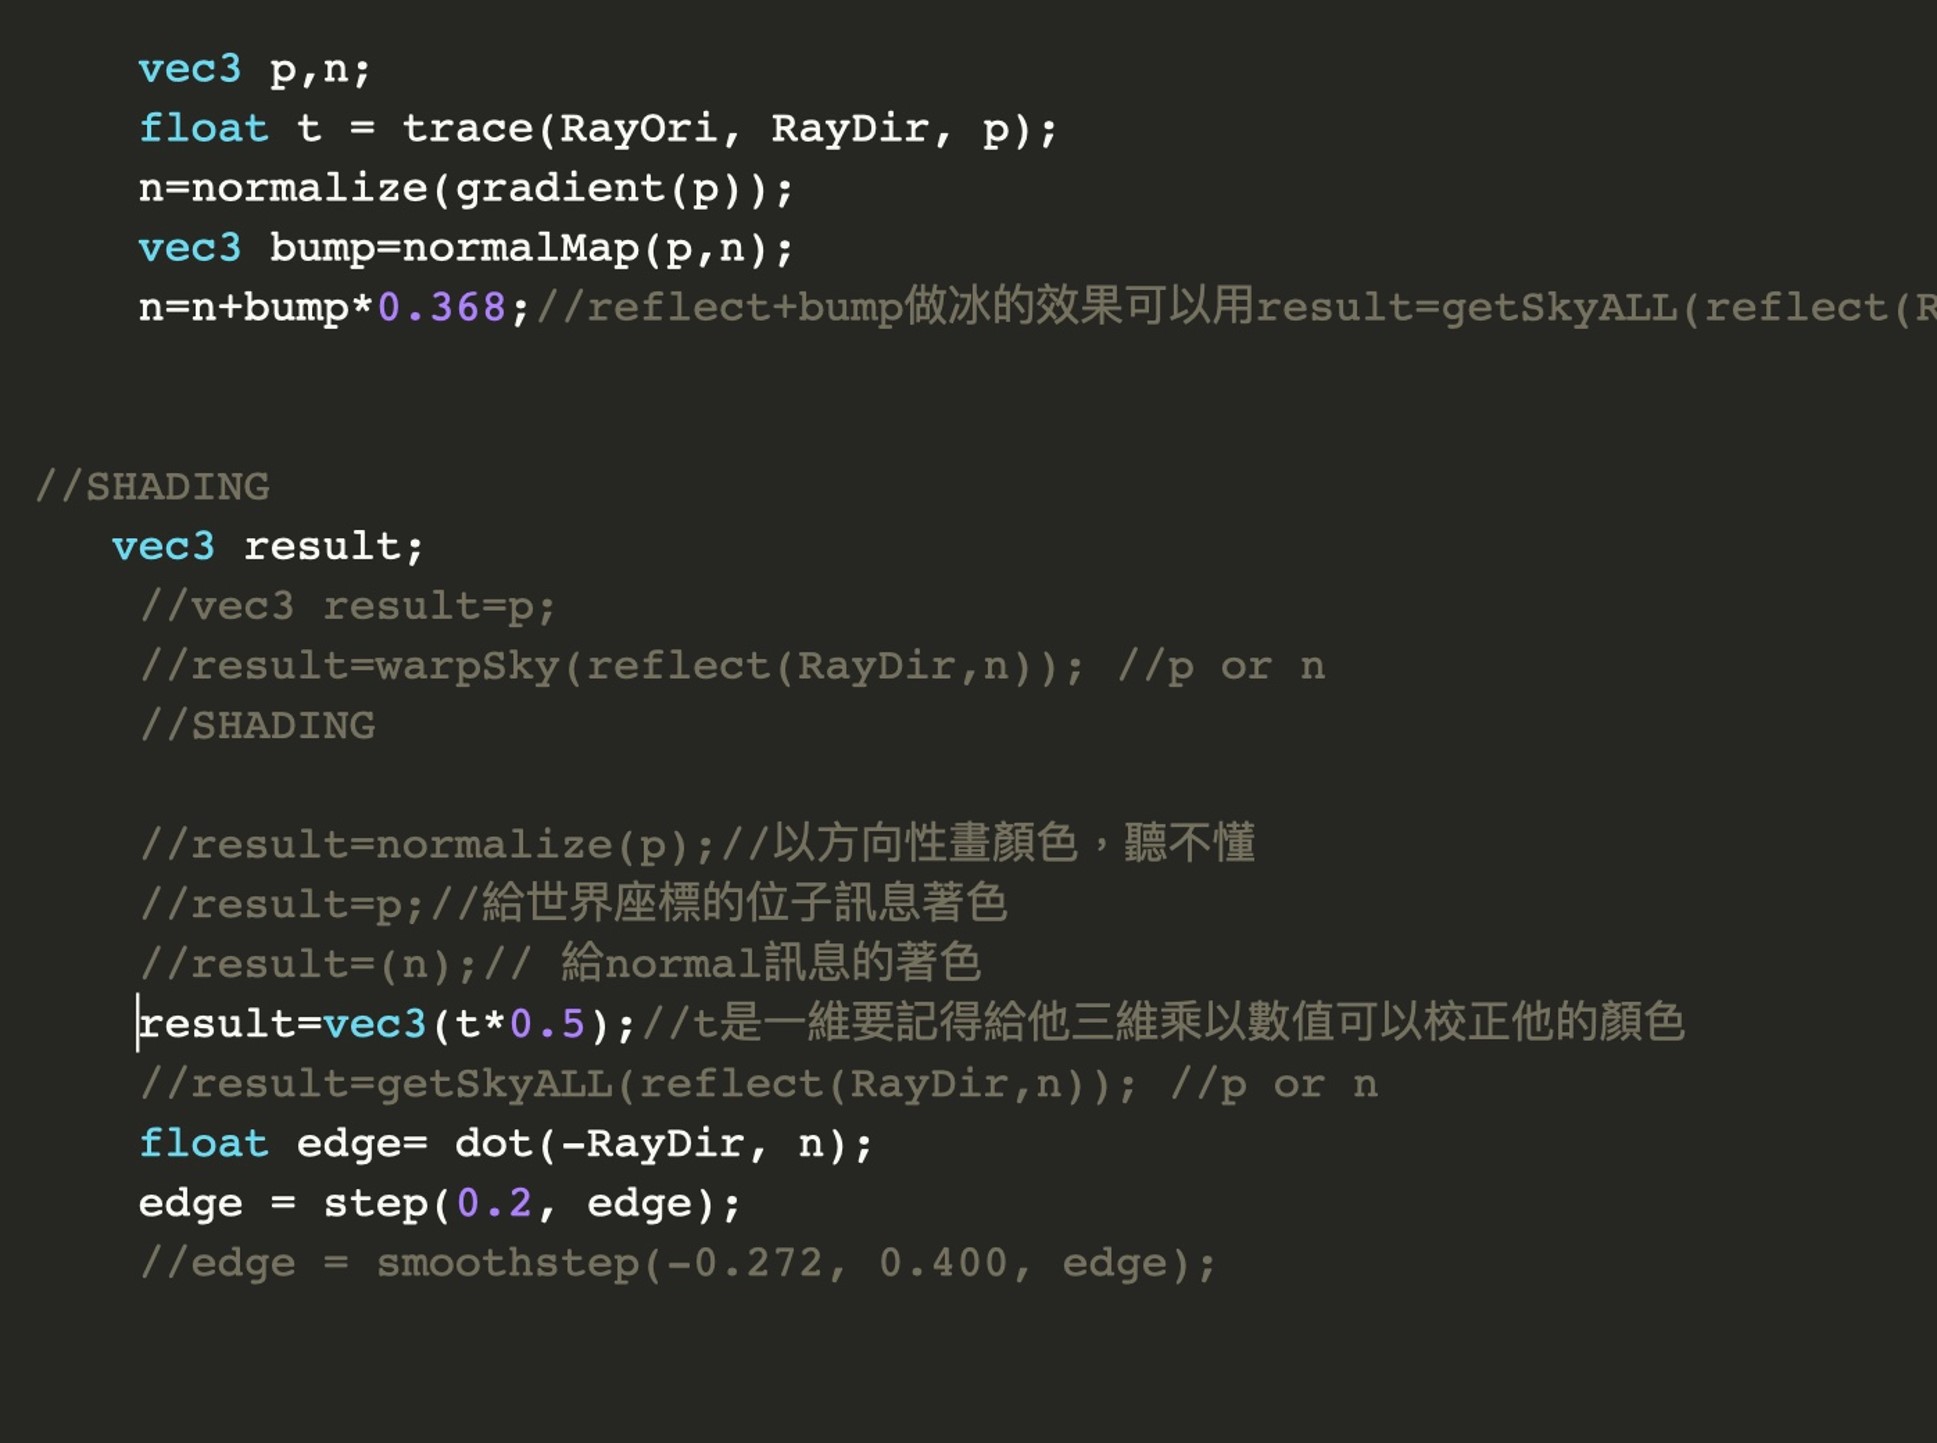 vec3 p,n;
float t = trace(RayOri, RayDir, p);
n=normalize(gradient(p));
vec3 bump=normalMap(p,n);
n=n+bump*0.368;//reflect+bump做冰的效果可以用result=getSkyALL(reflect(R
//SHADING
vec3 result;
//vec3 result=p;
//result=warpSky(reflect(RayDir,n)); //p or n
//SHADING
//result=normalize(p);//以方向性畫顏色，聽不懂
//result=p;//給世界座標的位子訊息著色
//result=(n);// 給normal訊息的著色
result=vec3(t*0.5);//t是一維要記得給他三維乘以數值可以校正他的顏色
//result=getSkyALL(reflect(RayDir,n)); //p or n
float edge= dot(-RayDir, n);
edge = step(0.2, edge);
//edge = smoothstep(-0.272, 0.400, edge);